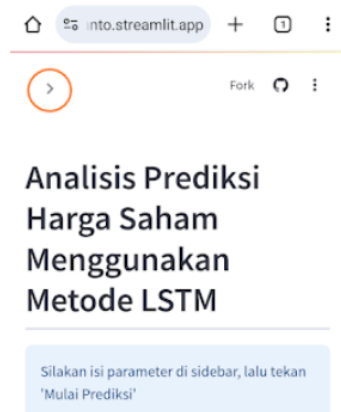 nto.streamlit.app
1
Fork
Analisis Prediksi
Harga Saham
Menggunakan
Metode LSTM
Silakan isi parameter di sidebar, lalu tekan
'Mulai Prediksi'